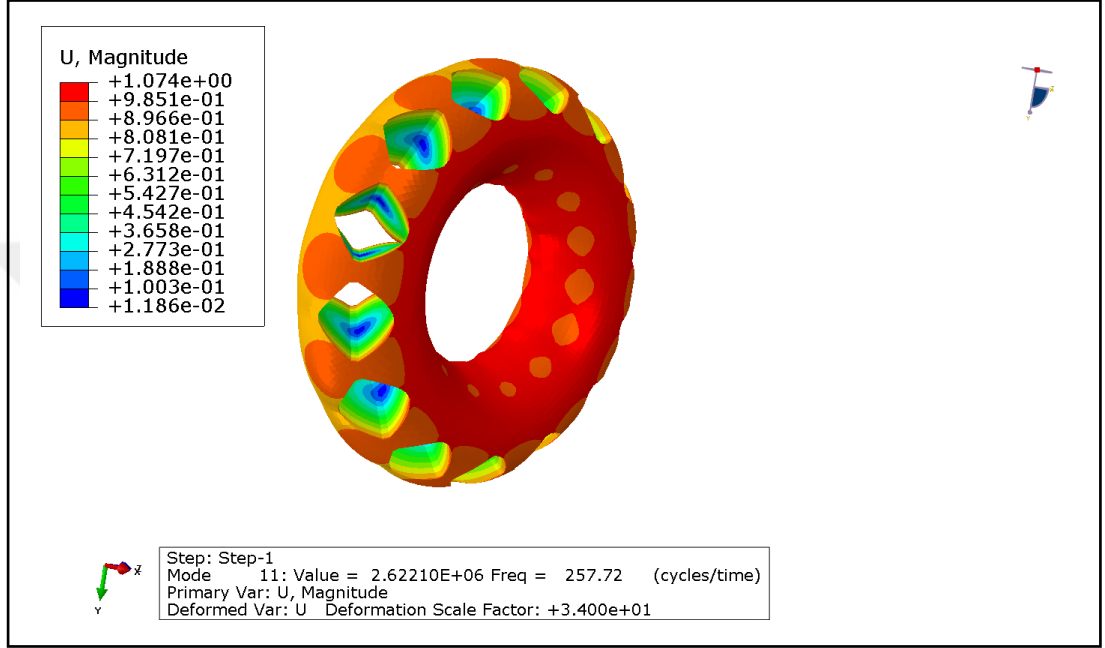 U, Magnitude
+1.074e+00
+9.851e-01
+8.966e-01
+8.081e-01
+7.197e-01
+6.312e-01
+5.427e-01
+4.542e-01
+3.658e-01
+2.773e-01
+1.888e-01
+1.003e-01
+1.186e-02
Y
Y
Step: Step-1
Mode 11: Value = 2.62210E+06 Freq = 257.72 (cycles/time)
Primary Var: U, Magnitude
Deformed Var: U Deformation Scale Factor: +3.400e+01